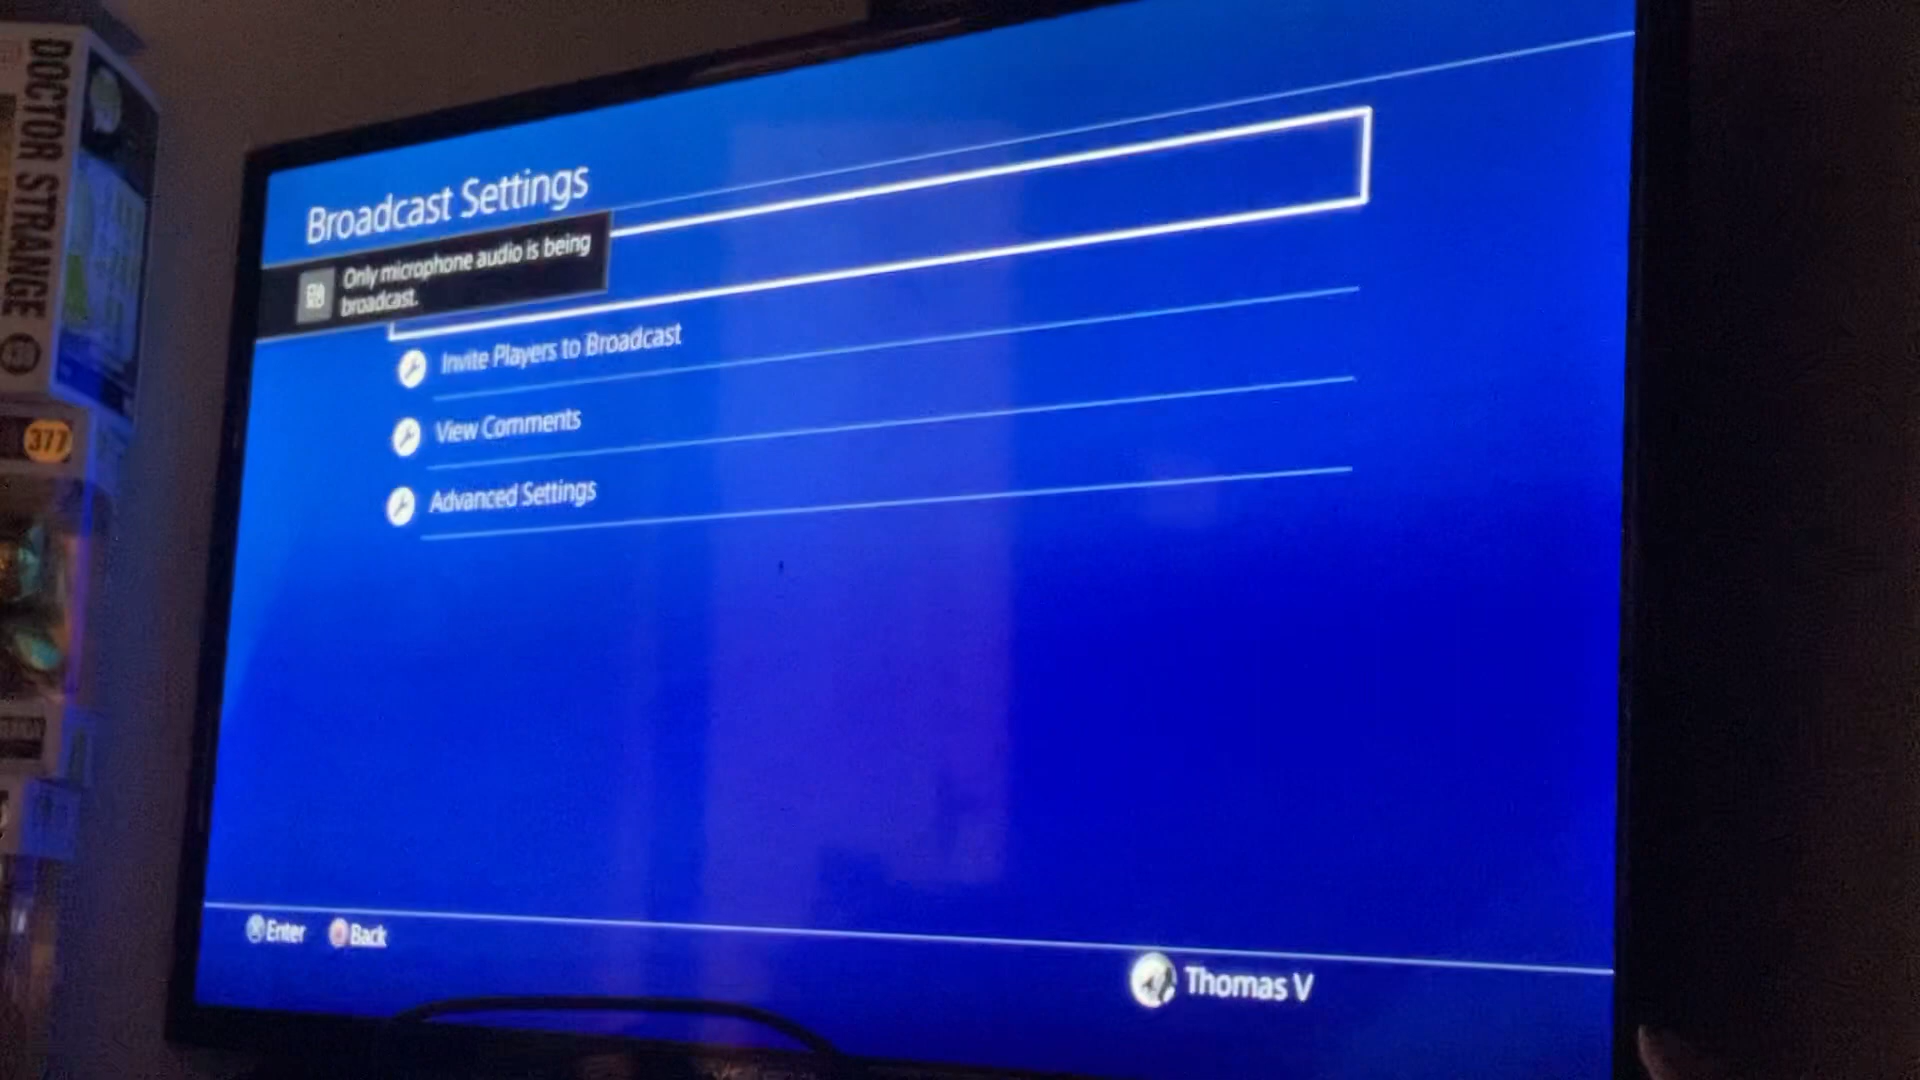 DOCTOR STRANGE
377
Broadcast Settings
Only microphone audio is being
broadcast.
Invite Players to Broadcast
View Comments
Advanced Settings
Enter
Back
Thomas V